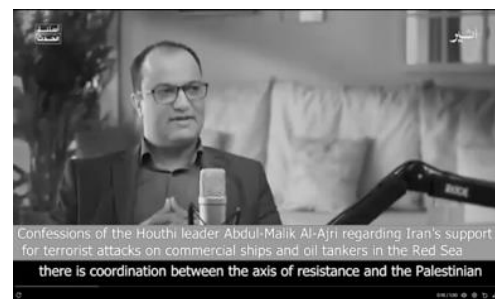 أثير
Confessions of the Houthi leader Abdul-Malik Al-Ajri regarding Iran's support
for terrorist attacks on commercial ships and oil tankers in the Red Sea
there is coordination between the axis of resistance and the Palestinian